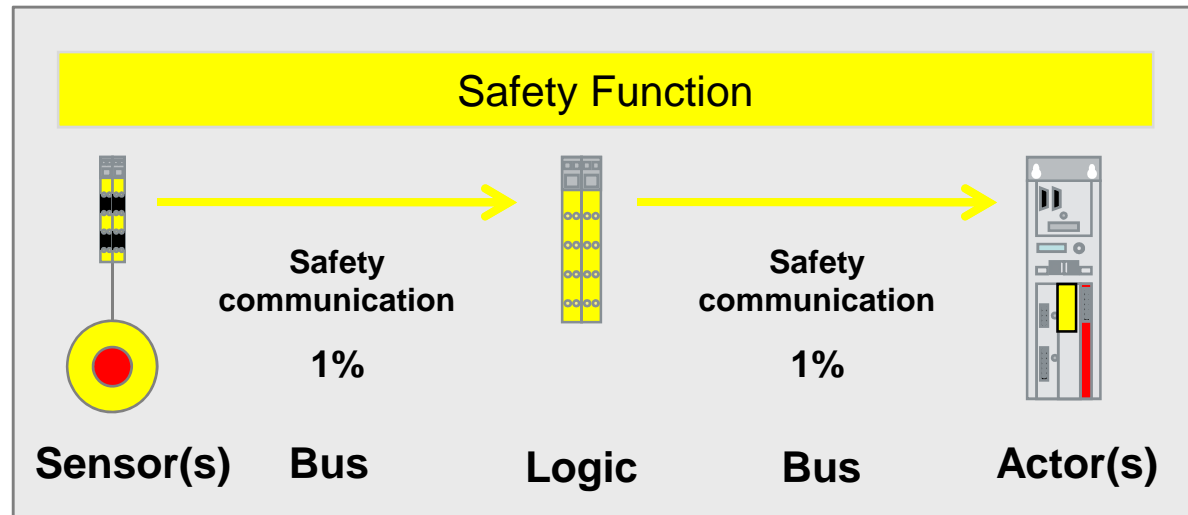 Safety Function
Safety
communication
1%
Safety
communication
1%
Sensor(s)
Bus
Logic
Bus
Actor(s)